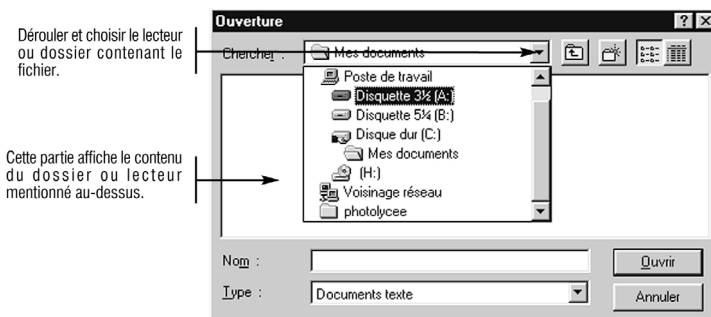 Dérouler et choisir le lecteur
ou dossier contenant le
fichier.
Cette partie affiche le contenu
du dossier ou lecteur
mentionné au-dessus.
Ouverture
Chercher :
Mes documents
Poste de travail
Disquette 3½ (A:)
Disquette 5¼ (B:)
Disque dur (C:)
Mes documents
(H:)
Voisinage réseau
photolycee
Nom :
Ouvrir
Type :
Documents texte
Annuler